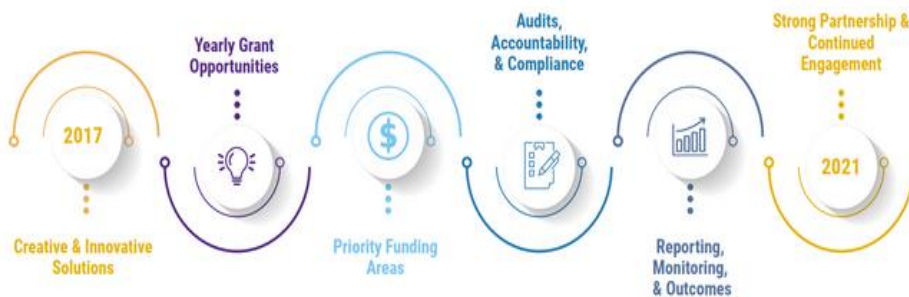 2017
Creative & Innovative
Solutions
Yearly Grant
Opportunities
$
Priority Funding
Areas
Audits,
Accountability,
& Compliance
Reporting,
Monitoring,
& Outcomes
Strong Partnership &
Continued
Engagement
2021